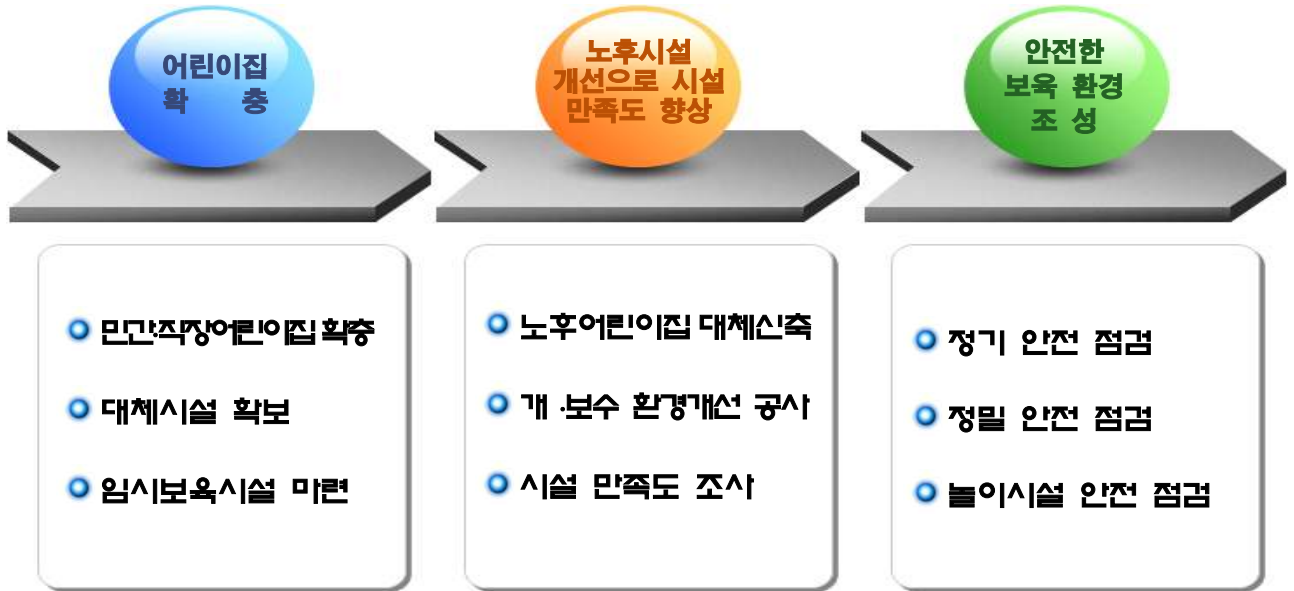 어린이집
확 충
노후시설
개선으로 시설
만족도 향상
안전한
보육 환경
조 성
민간·직장어린이집 확충
대체시설 확보
임시보육시설 마련
노후어린이집 대체신축
개·보수 환경개선 공사
시설 만족도 조사
정기 안전 점검
정밀 안전 점검
놀이시설 안전 점검